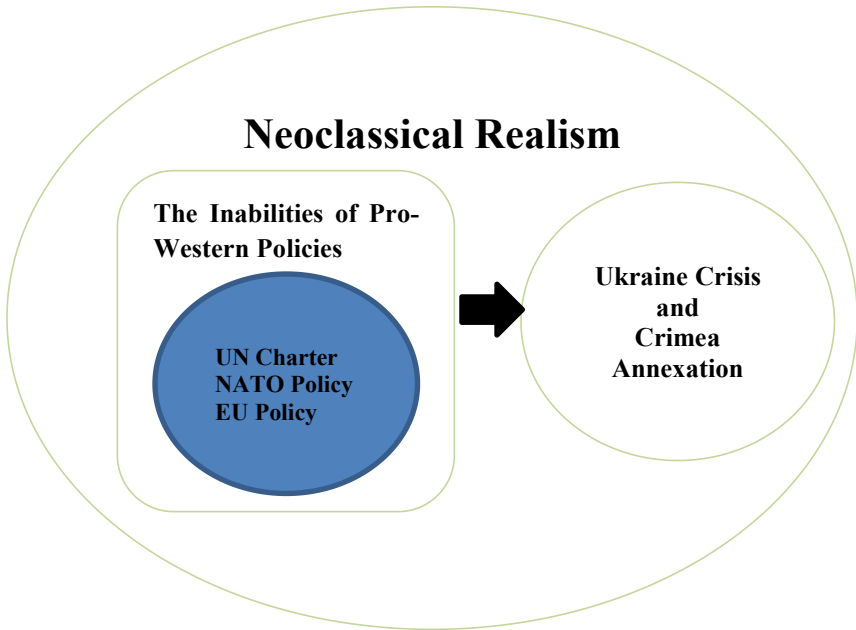 Neoclassical Realism
The Inabilities of Pro-
Western Policies
UN Charter
NATO Policy
EU Policy
Ukraine Crisis
and
Crimea
Annexation